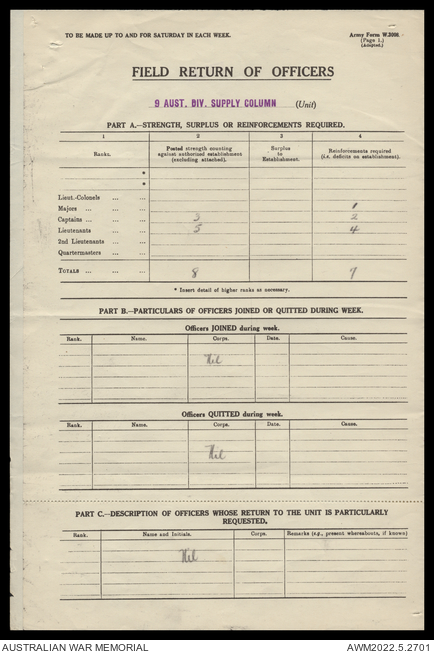 TO BE MADE UP TO AND FOR SATURDAY IN EACH WEEK.
Army Form W.3008.
(Page 1.)
(Adapted.)
FIELD RETURN OF OFFICERS
9 AUST. DIV. SUPPLY COLUMN (Unit)
PART A.—STRENGTH, SURPLUS OR REINFORCEMENTS REQUIRED.
1 2 3 4
Ranks. Posted strength counting against authorized establishment (excluding attached). Surplus to Establishment. Reinforcements required (i.e. deficits on establishment).
*
*
Lieut.-Colonels ... ...
Majors ... ... 1
Captains ... ... 3 2
Lieutenants ... ... 5 4
2nd Lieutenants ... ...
Quartermasters ... ...
TOTALS ... ... 8 7
* Insert detail of higher ranks as necessary.
PART B.—PARTICULARS OF OFFICERS JOINED OR QUITTED DURING WEEK.
Officers JOINED during week.
Rank. Name. Corps. Date. Cause.
Nil
Officers QUITTED during week.
Rank. Name. Corps. Date. Cause.
Nil
PART C.—DESCRIPTION OF OFFICERS WHOSE RETURN TO THE UNIT IS PARTICULARLY
REQUESTED.
Rank. Name and Initials. Corps. Remarks (e.g., present whereabouts, if known)
Nil
AUSTRALIAN WAR MEMORIAL
AWM2022.5.2701